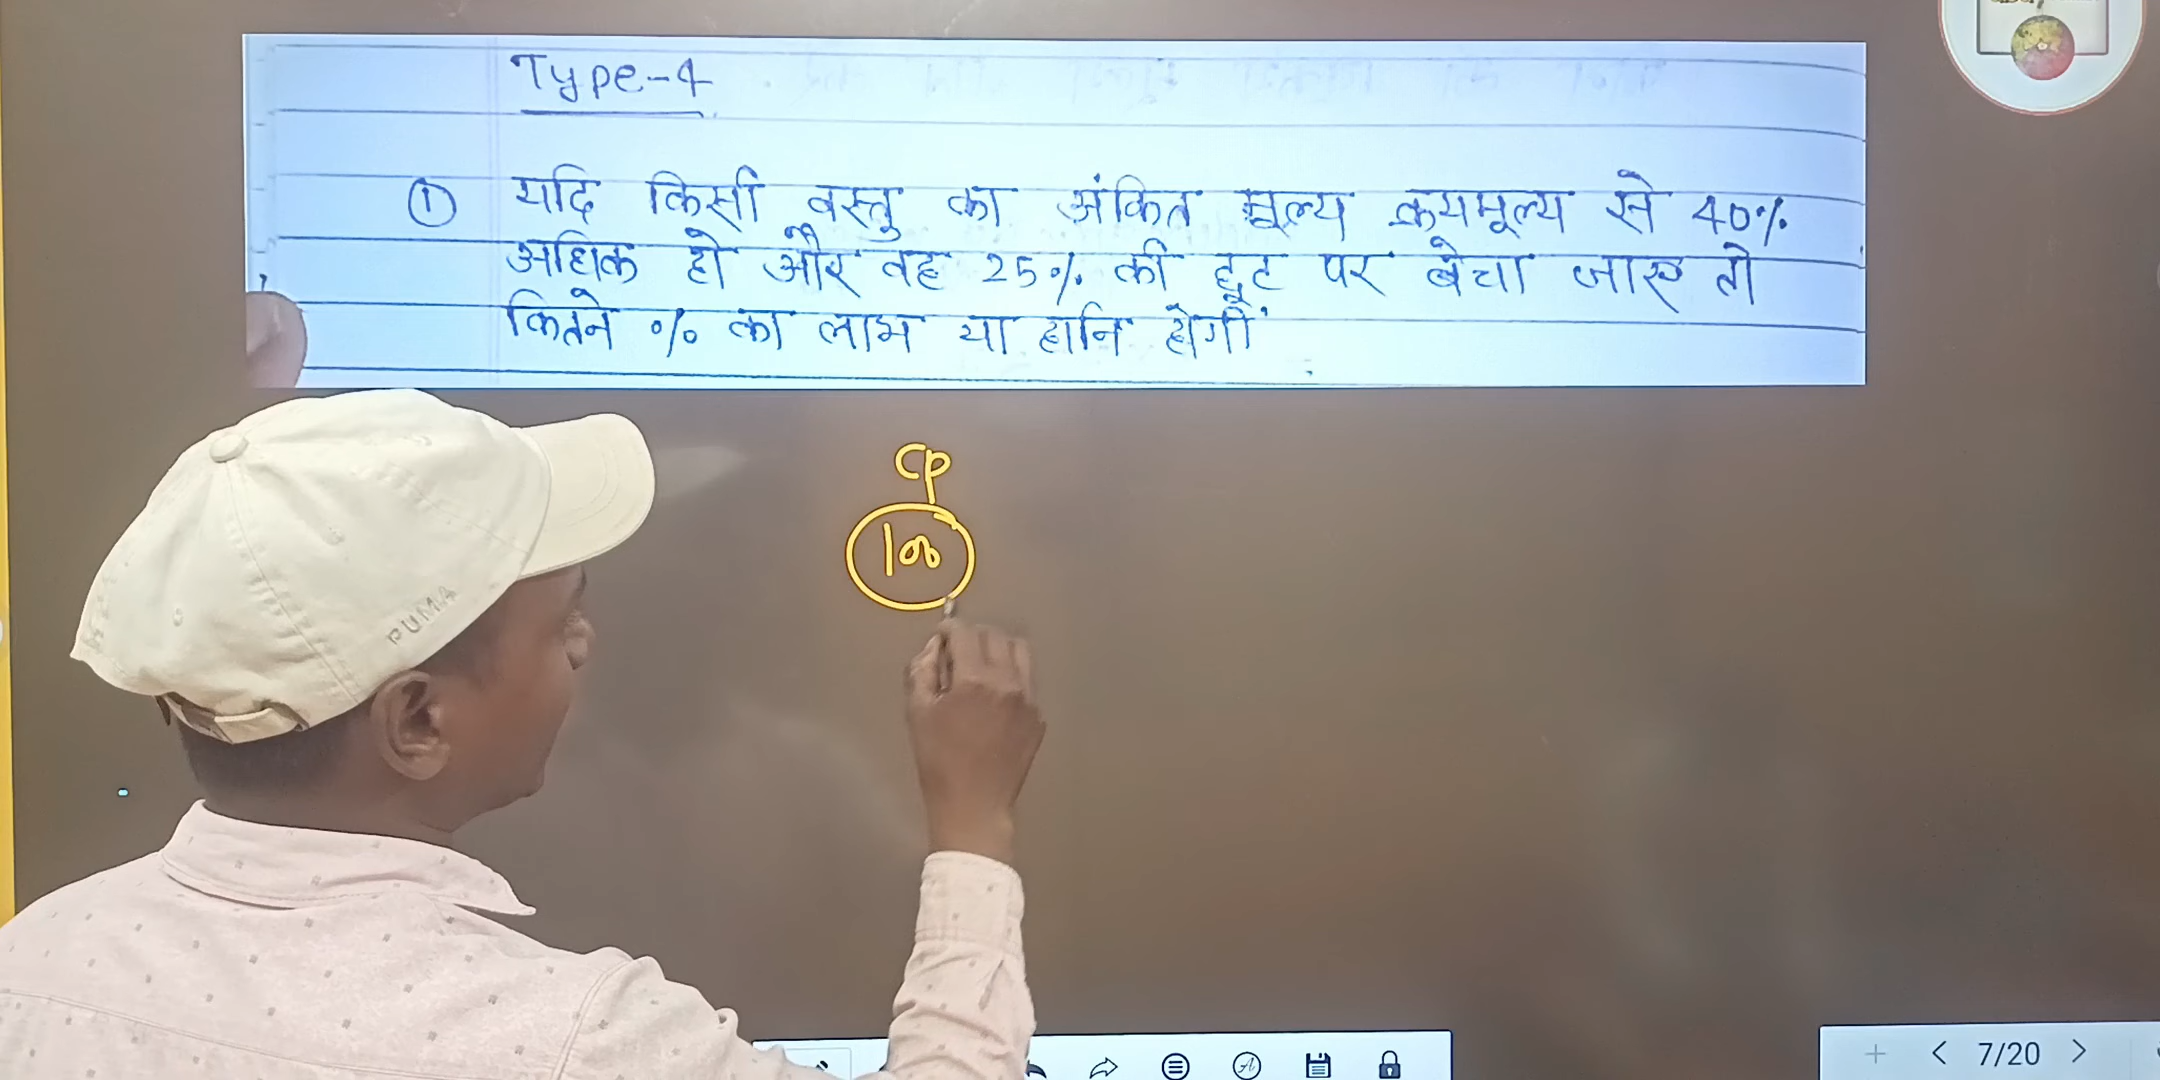 Type-4
① यदि किसी वस्तु का अंकित मूल्य क्रयमूल्य से 40%
अधिक हो और वह 25% की छूट पर बेचा जाए तो
कितने % का लाभ या हानि होगी
CP
100
PUMA
7/20